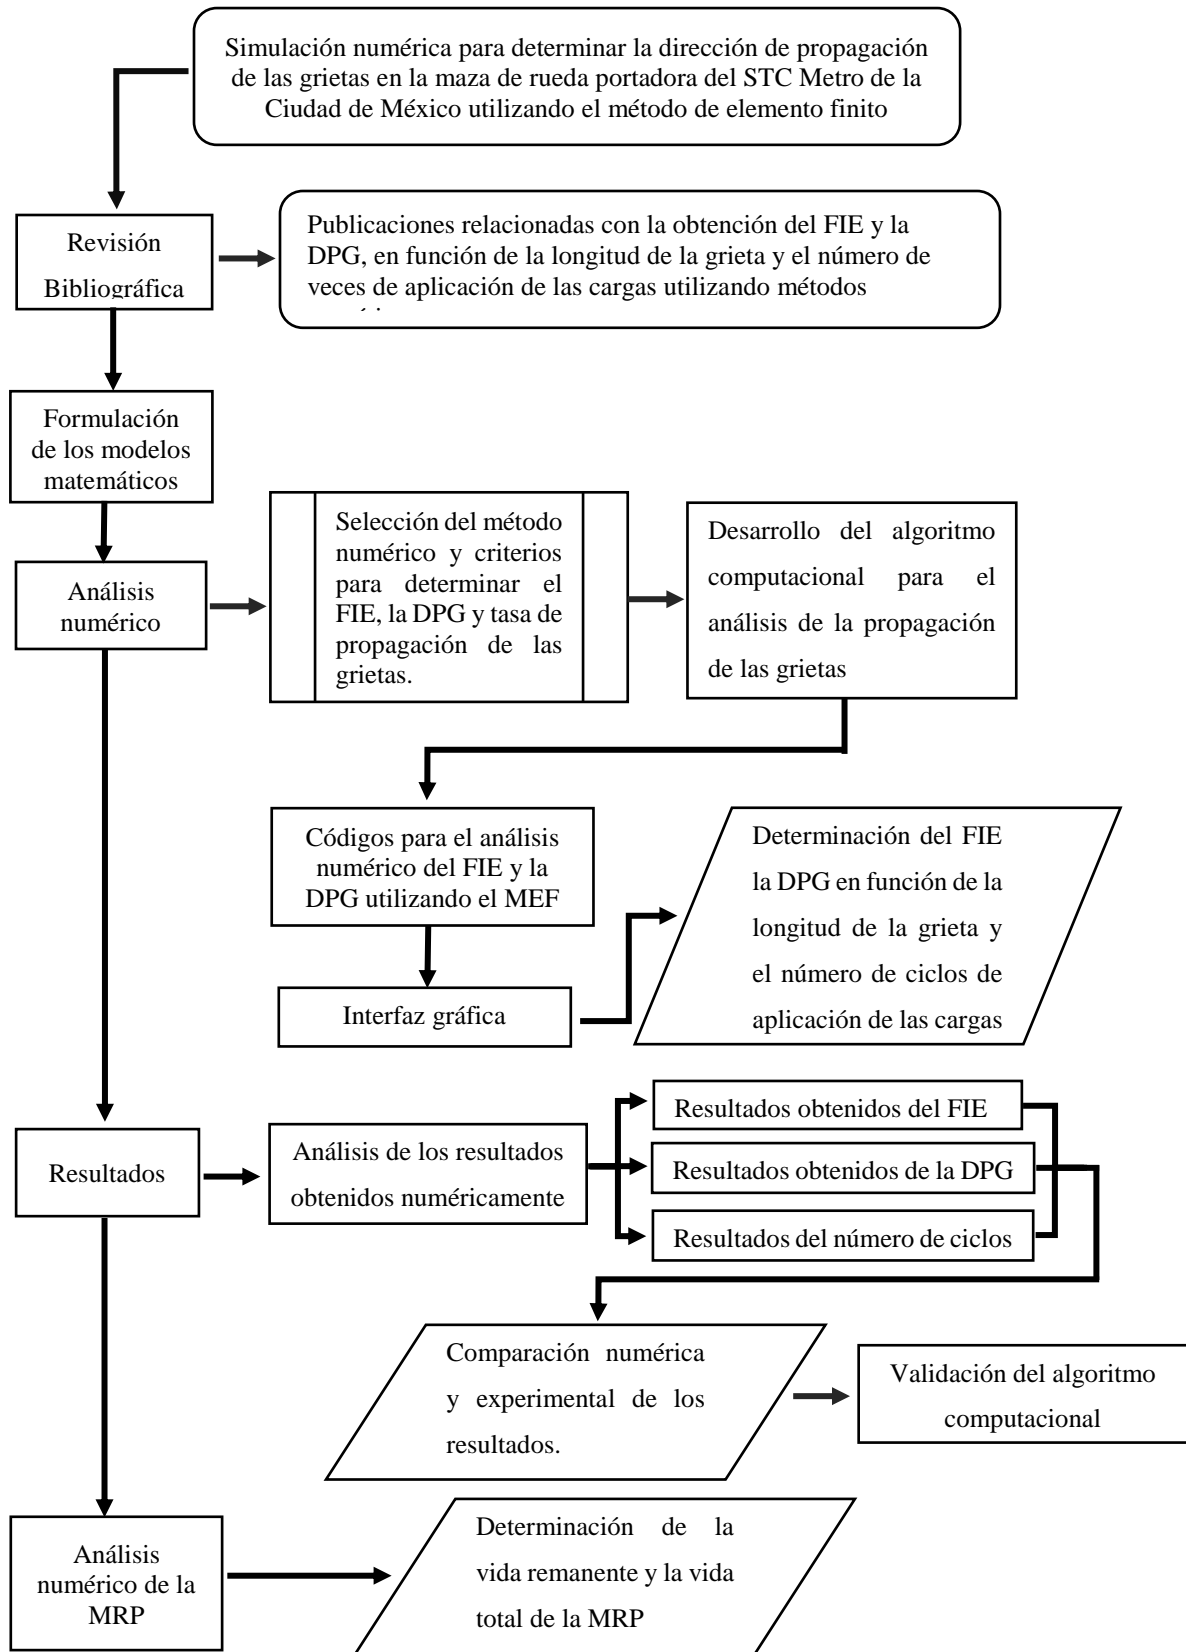 Simulación numérica para determinar la dirección de propagación
de las grietas en la maza de rueda portadora del STC Metro de la
Ciudad de México utilizando el método de elemento finito
Revisión
Bibliográfica
Publicaciones relacionadas con la obtención del FIE y la
DPG, en función de la longitud de la grieta y el número de
veces de aplicación de las cargas utilizando métodos
Formulación
de los modelos
matemáticos
Análisis
numérico
Selección del método
numérico y criterios
para determinar el
FIE, la DPG y tasa de
propagación de las
grietas.
Desarrollo del algoritmo
computacional para el
análisis de la propagación
de las grietas
Códigos para el análisis
numérico del FIE y la
DPG utilizando el MEF
Interfaz gráfica
Determinación del FIE
la DPG en función de la
longitud de la grieta y
el número de ciclos de
aplicación de las cargas
Resultados
Análisis de los resultados
obtenidos numéricamente
Resultados obtenidos del FIE
Resultados obtenidos de la DPG
Resultados del número de ciclos
Comparación numérica
y experimental de los
resultados.
Validación del algoritmo
computacional
Análisis
numérico de la
MRP
Determinación de la
vida remanente y la vida
total de la MRP